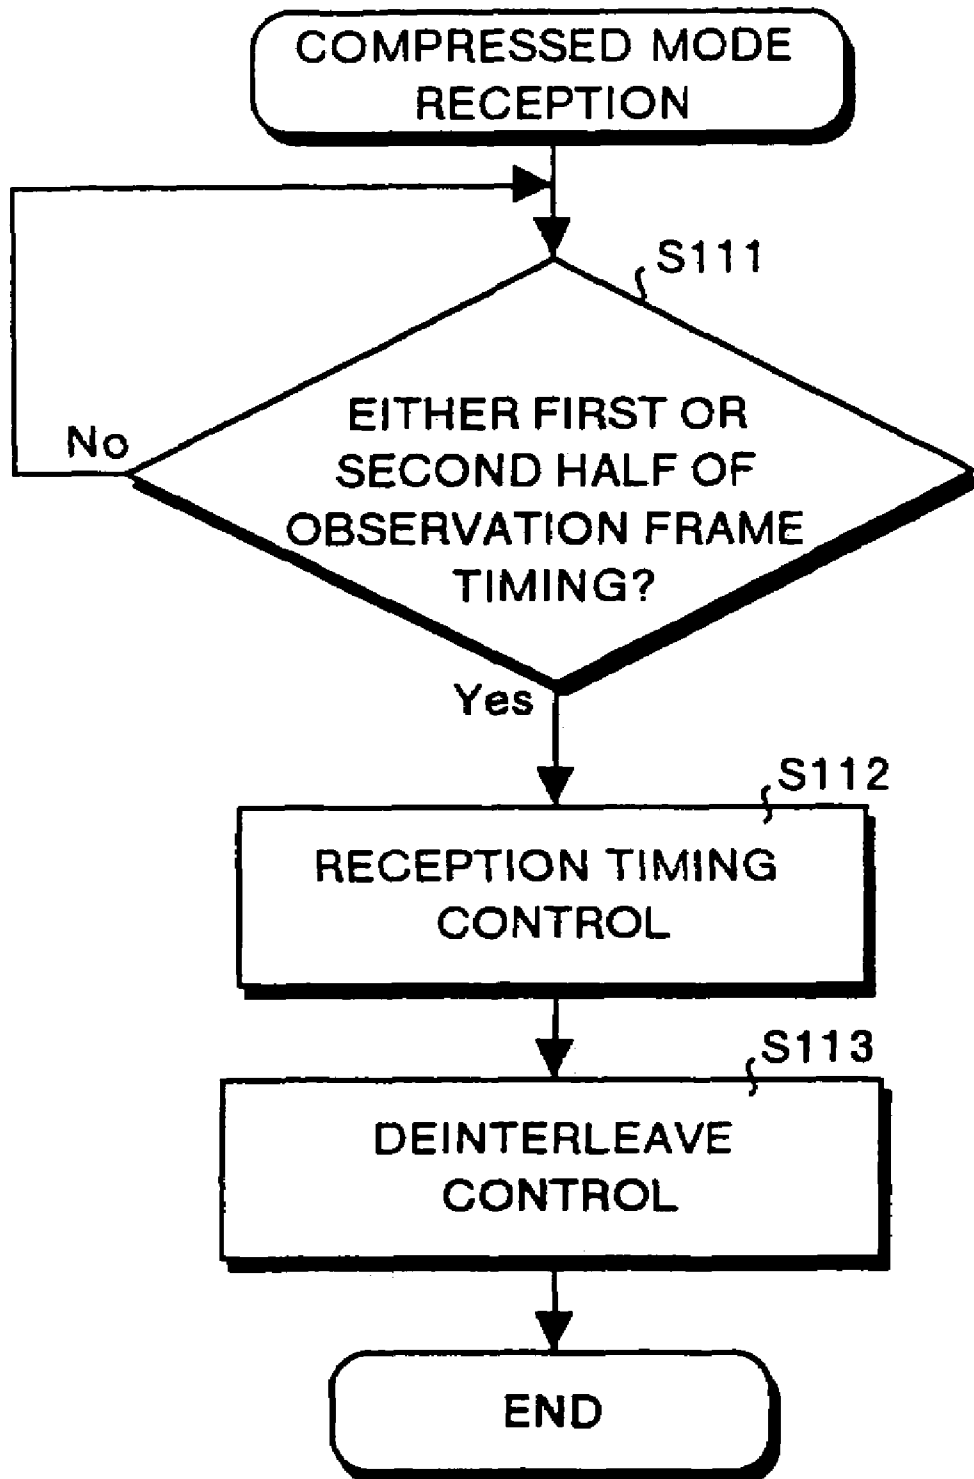 COMPRESSED MODE
RECEPTION
S111
EITHER FIRST OR
No
SECOND HALF OF
OBSERVATION FRAME
TIMING?
Yes
S112
RECEPTION TIMING
CONTROL
S113
DEINTERLEAVE
CONTROL
END